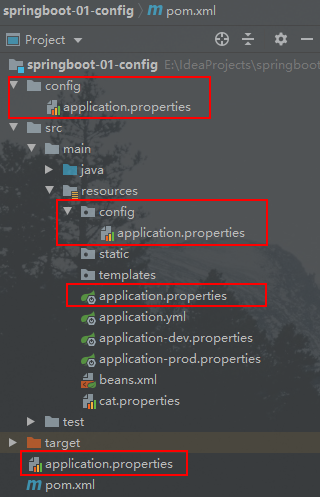 springboot-01-config pom.xml
Project
springboot-01-config E:\IdeaProjects\springboot
config
application.properties
src
main
java
resources
config
application.properties
static
templates
application.properties
application.yml
application-dev.properties
application-prod.properties
beans.xml
cat.properties
test
target
application.properties
pom.xml